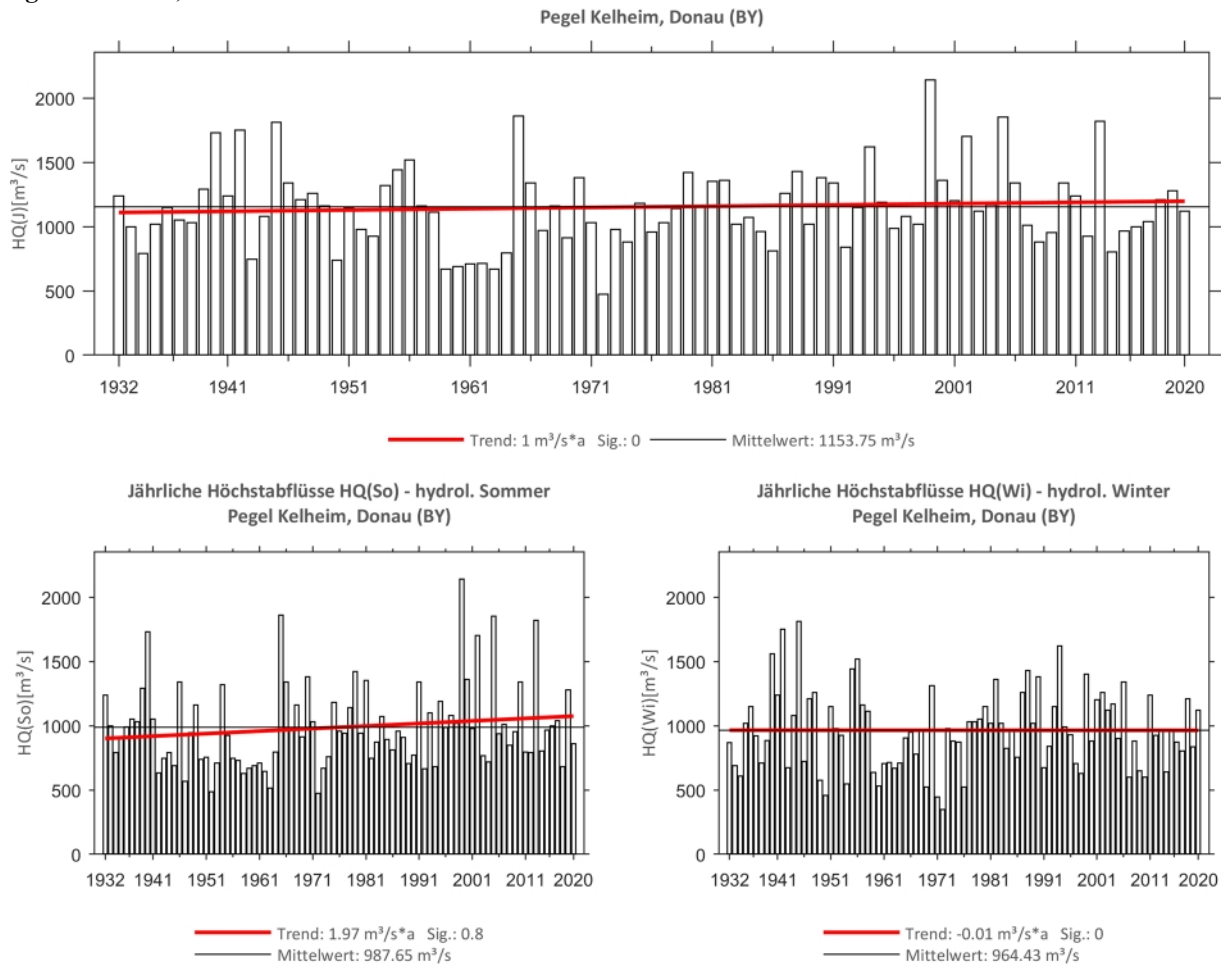 Pegel Kelheim, Donau (BY)
HQ(J)[m³/s]
2000
1500
1000
500
0
1932 1941 1951 1961 1971 1981 1991 2001 2011 2020
Trend: 1 m³/s*a Sig.: 0 Mittelwert: 1153.75 m³/s
Jährliche Höchstabflüsse HQ(So) - hydrol. Sommer
Pegel Kelheim, Donau (BY)
HQ(So)[m³/s]
2000
1500
1000
500
0
1932 1941 1951 1961 1971 1981 1991 2001 2011 2020
Trend: 1.97 m³/s*a Sig.: 0.8
Mittelwert: 987.65 m³/s
Jährliche Höchstabflüsse HQ(Wi) - hydrol. Winter
Pegel Kelheim, Donau (BY)
HQ(Wi)[m³/s]
2000
1500
1000
500
0
1932 1941 1951 1961 1971 1981 1991 2001 2011 2020
Trend: -0.01 m³/s*a Sig.: 0
Mittelwert: 964.43 m³/s